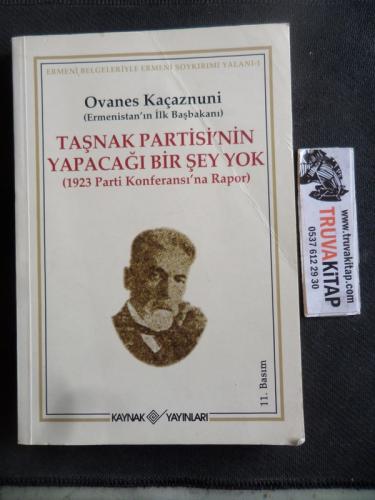 ERMENİ BELGELERİYLE ERMENİ SOYKIRIMI YALANI-1
Ovanes Kaçaznuni
(Ermenistan'ın İlk Başbakanı)
TAŞNAK PARTİSİ'NİN
YAPACAĞI BİR ŞEY YOK
(1923 Parti Konferansı'na Rapor)
11. Basım
KAYNAK YAYINLARI
TRUVAKİTAP
www.truvakitap.com
0537 612 29 30